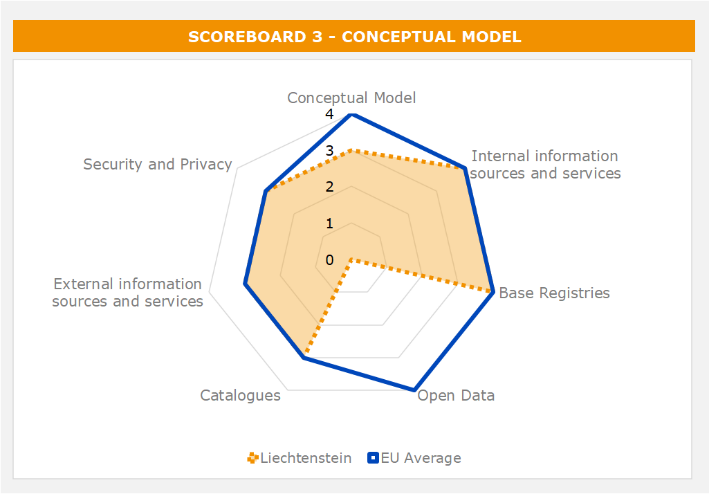 SCOREBOARD 3 - CONCEPTUAL MODEL
Conceptual Model
4
3
2
1
0
Security and Privacy
Internal information
sources and services
External information
sources and services
Base Registries
Catalogues
Open Data
Liechtenstein
EU Average